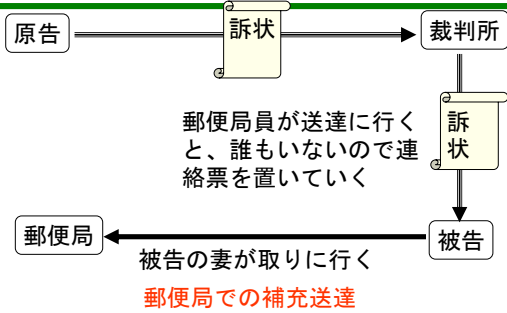 原告
訴状
裁判所
郵便局員が送達に行く
と、誰もいないので連
絡票を置いていく
訴
状
郵便局
被告
被告の妻が取りに行く
郵便局での補充送達